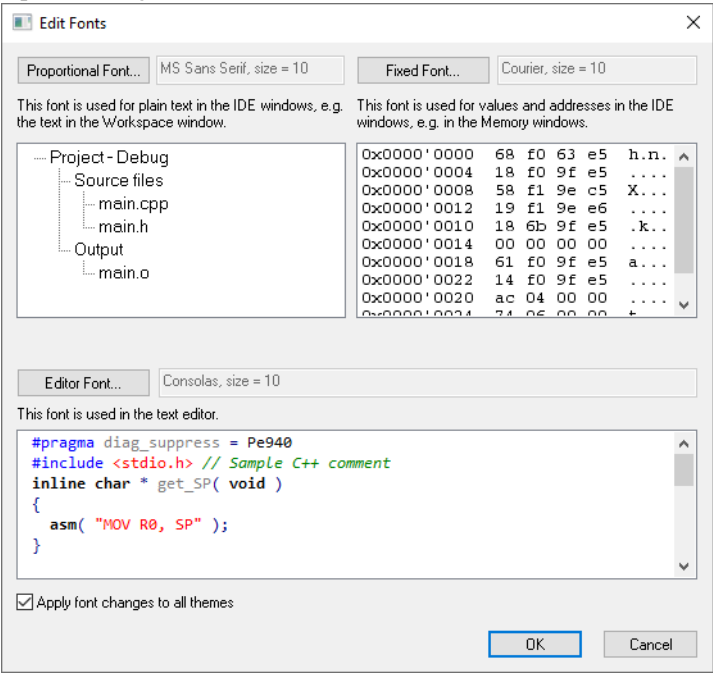 Edit Fonts
Proportional Font...
MS Sans Serif, size = 10
Fixed Font...
Courier, size = 10
This font is used for plain text in the IDE windows, e.g.
the text in the Workspace window.
This font is used for values and addresses in the IDE
windows, e.g. in the Memory windows.
Project - Debug
Source files
main.cpp
main.h
Output
main.o
0x0000'0000 68 f0 63 e5 h.n.
0x0000'0004 18 f0 9f e5 ....
0x0000'0008 58 f1 9e c5 X...
0x0000'0012 19 f1 9e e6 ....
0x0000'0010 18 6b 9f e5 .k..
0x0000'0014 00 00 00 00 ....
0x0000'0018 61 f0 9f e5 a...
0x0000'0022 14 f0 9f e5 ....
0x0000'0020 ac 04 00 00 ....
Editor Font...
Consolas, size = 10
This font is used in the text editor.
#pragma diag_suppress = Pe940
#include <stdio.h> // Sample C++ comment
inline char * get_SP( void )
{
asm( "MOV R0, SP" );
}
Apply font changes to all themes
OK
Cancel